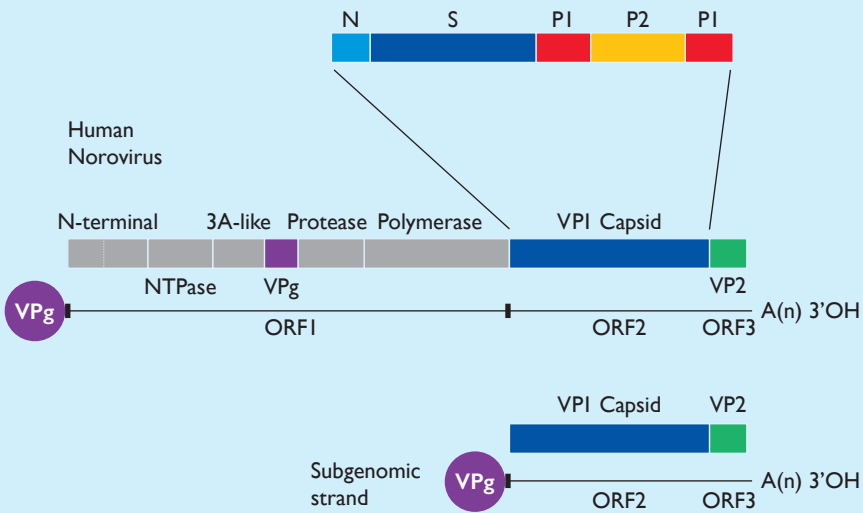 N S P1 P2 P1
Human
Norovirus
N-terminal 3A-like Protease Polymerase VP1 Capsid
NTPase VPg VP2
VPg A(n) 3'OH
ORF1 ORF2 ORF3
VP1 Capsid VP2
Subgenomic
strand
VPg A(n) 3'OH
ORF2 ORF3